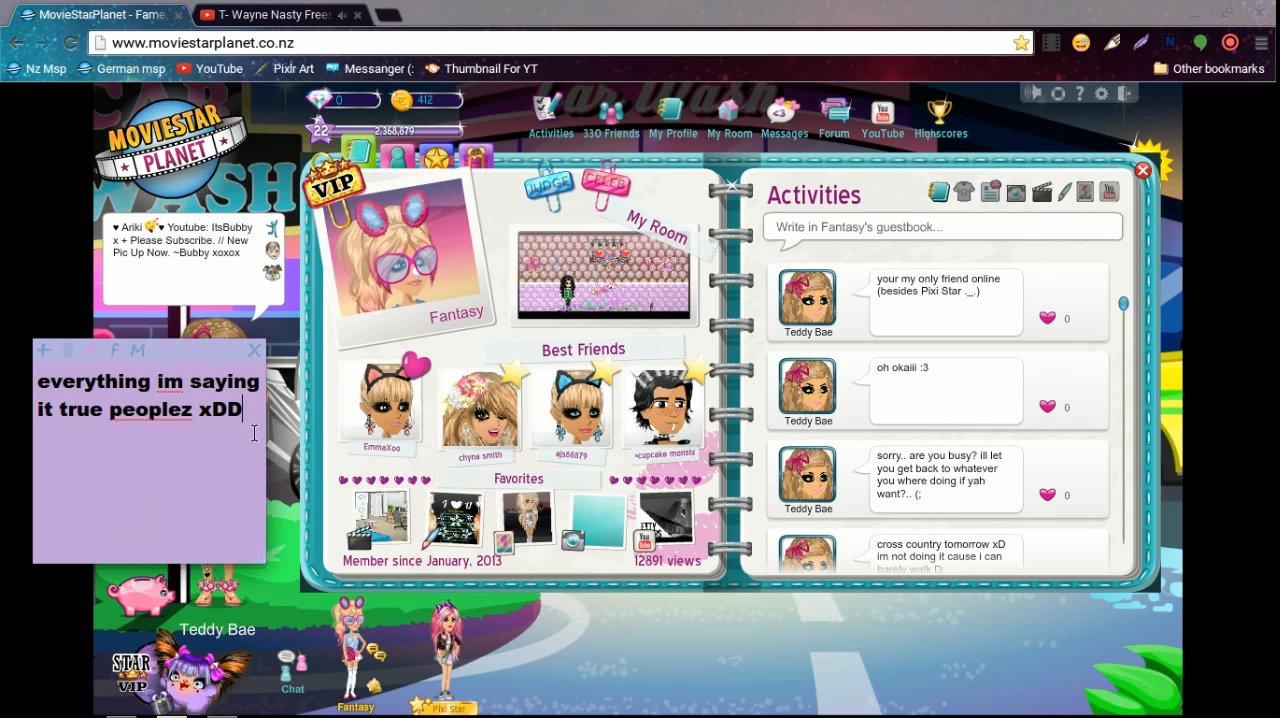 MovieStarPlanet - Fame,
T- Wayne Nasty Frees
www.moviestarplanet.co.nz
Nz Msp
German msp
YouTube
Pixlr Art
Messanger (:
Thumbnail For YT
Other bookmarks
MOVIESTAR
PLANET
0
412
22
2,368,879
Activities
330 Friends
My Profile
My Room
Messages
Forum
YouTube
Highscores
♥ Ariki 🥰♥ Youtube: ItsBubby
x + Please Subscribe. // New
Pic Up Now. ~Bubby xoxox
VIP
JUDGE
CELEB
My Room
Fantasy
Best Friends
EmmaXoo
chyna smith
ajs88879
Favorites
Member since January, 2013
12891 views
Activities
Write in Fantasy's guestbook...
your my only friend online
(besides Pixi Star ._.)
Teddy Bae
0
oh okaiii :3
Teddy Bae
0
sorry.. are you busy? ill let
you get back to whatever
you where doing if yah
want?.. (;
Teddy Bae
0
cross country tomorrow xD
im not doing it cause i can
barely walk D:
F M X
everything im saying
it true peoplez xDD
Teddy Bae
STAR
VIP
Chat
Fantasy
Pixi Star